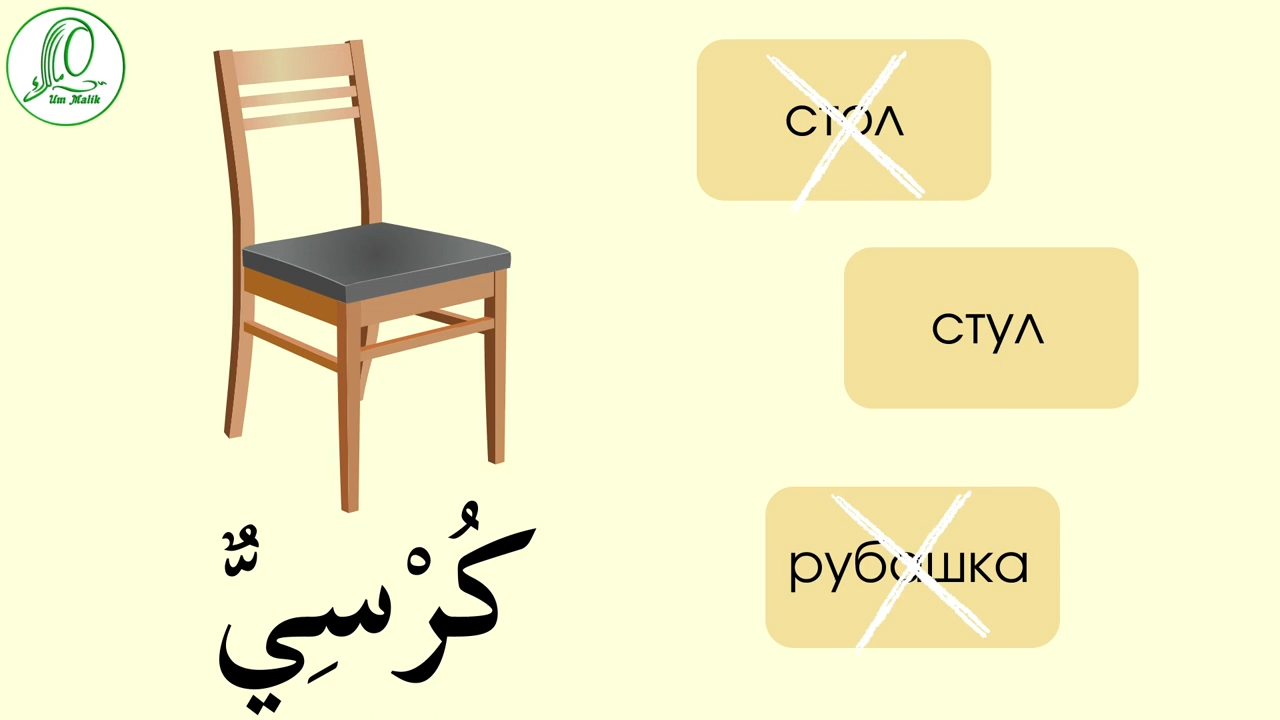 Um Malik
стол
стул
рубашка
كُرْسِيٌّ